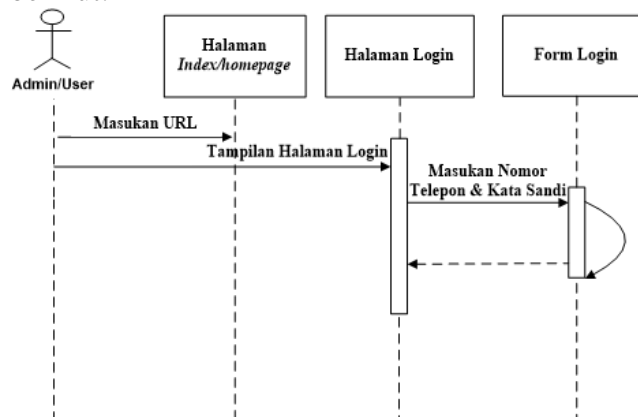 Halaman
Index/homepage
Halaman Login
Form Login
Admin/User
Masukan URL
Tampilan Halaman Login
Masukan Nomor
Telepon & Kata Sandi